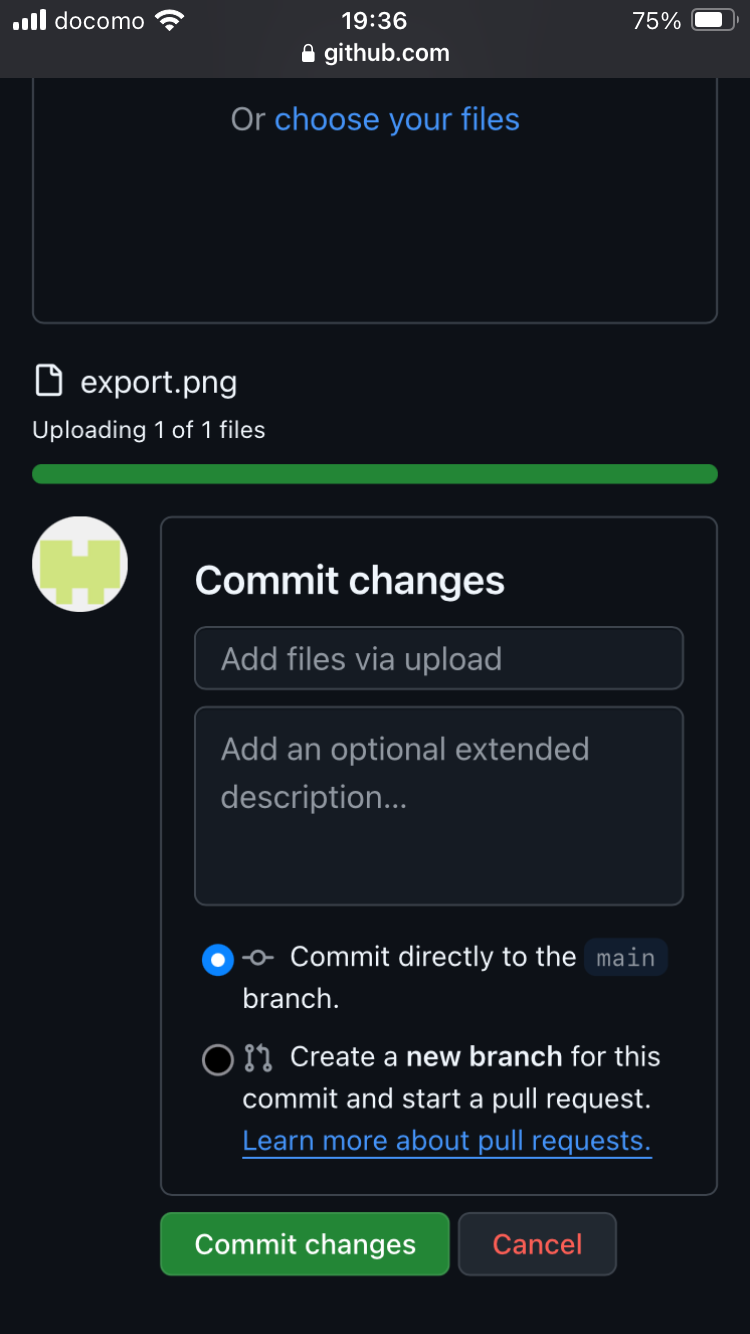 docomo 19:36 75%
github.com
Or choose your files
export.png
Uploading 1 of 1 files
Commit changes
Add files via upload
Add an optional extended
description...
Commit directly to the main
branch.
Create a new branch for this
commit and start a pull request.
Learn more about pull requests.
Commit changes Cancel